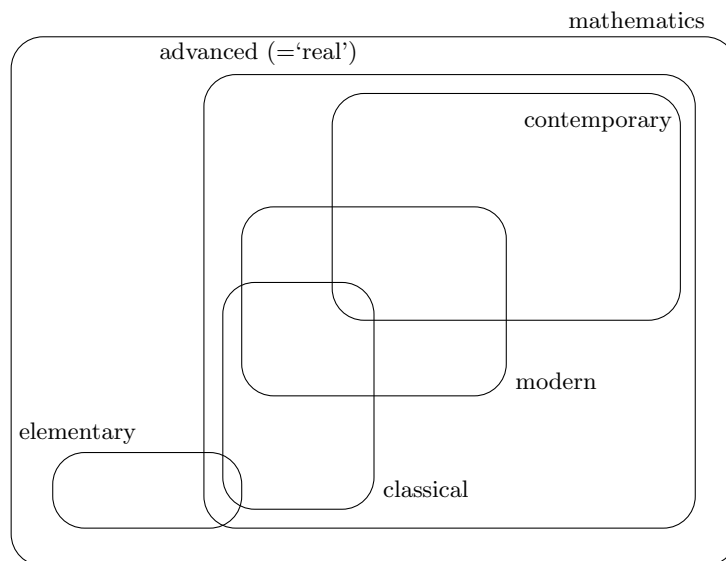 mathematics
advanced (=‘real’)
contemporary
modern
elementary
classical